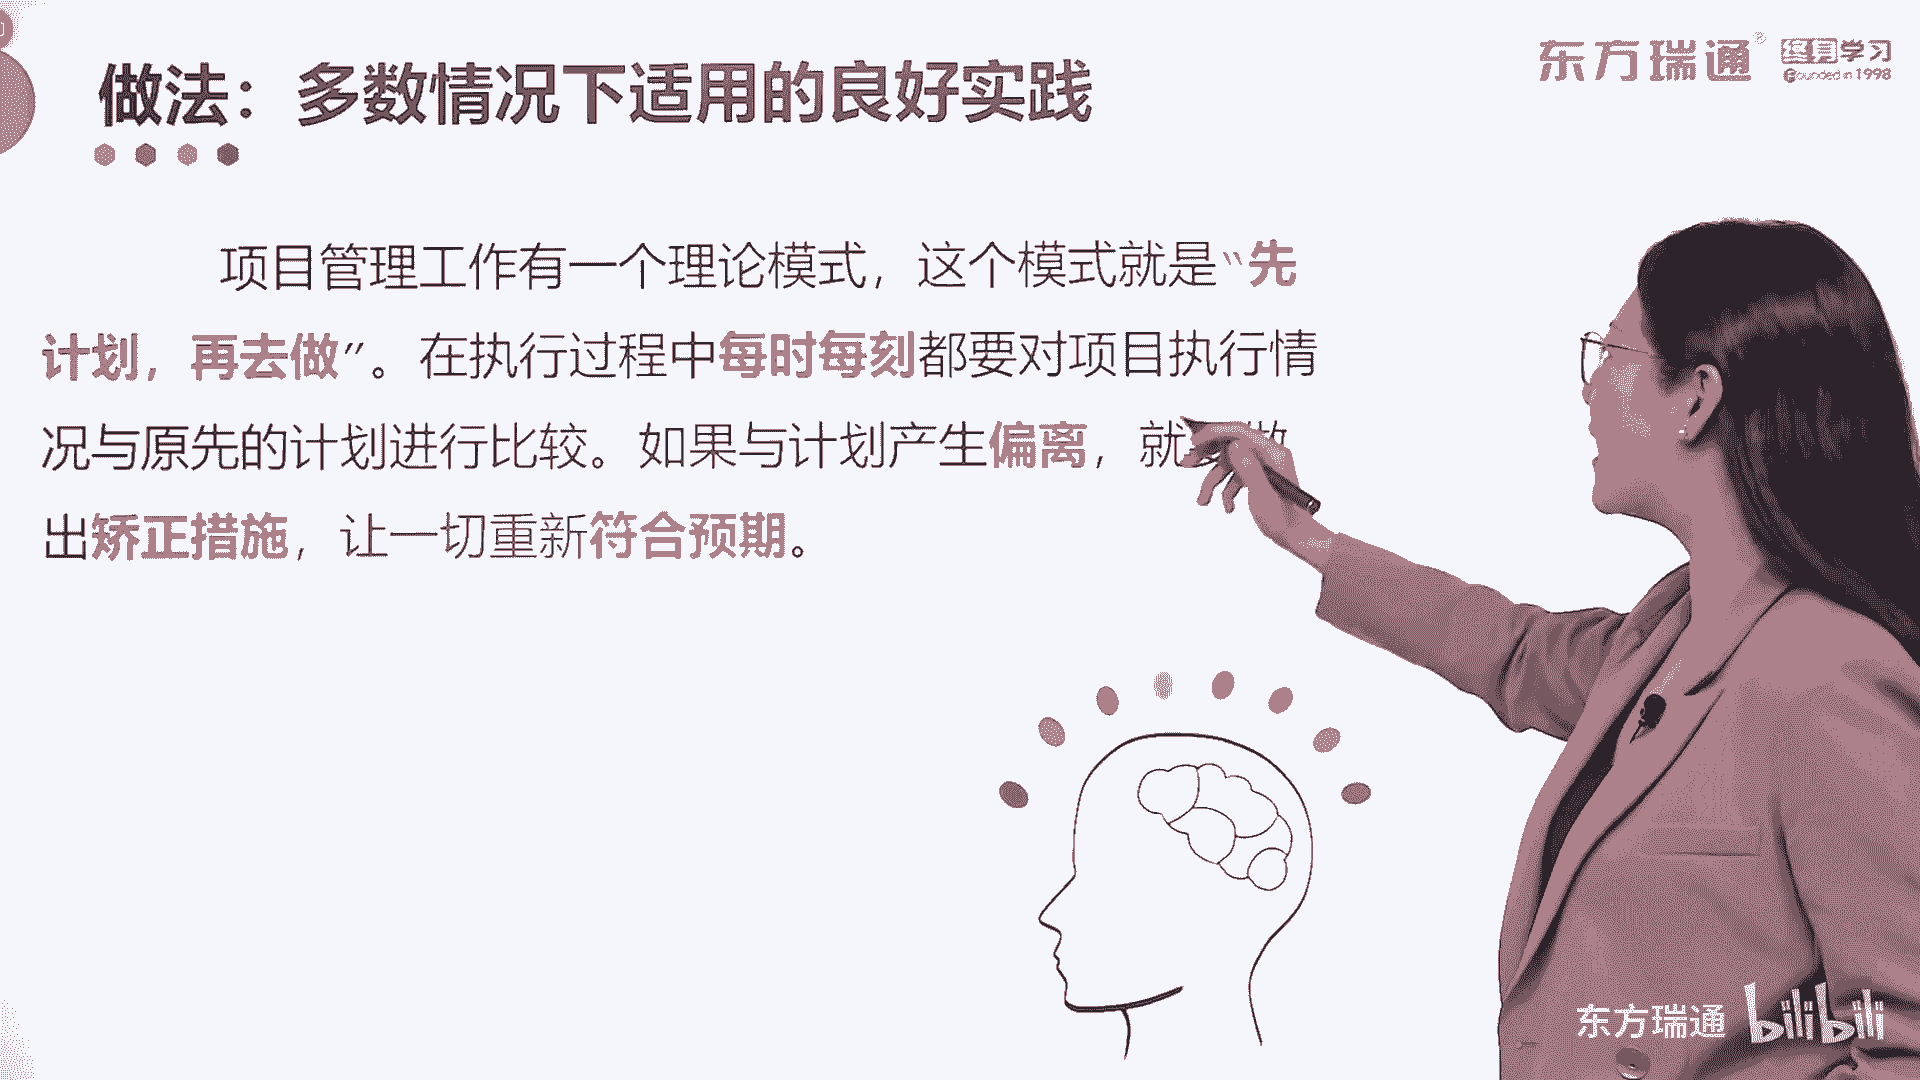 做法：多数情况下适用的良好实践
东方瑞通® 终身学习
Founded in 1998
项目管理工作有一个理论模式，这个模式就是“先
计划，再去做”。在执行过程中每时每刻都要对项目执行情
况与原先的计划进行比较。如果与计划产生偏离，就要做
出矫正措施，让一切重新符合预期。
东方瑞通 bilibili